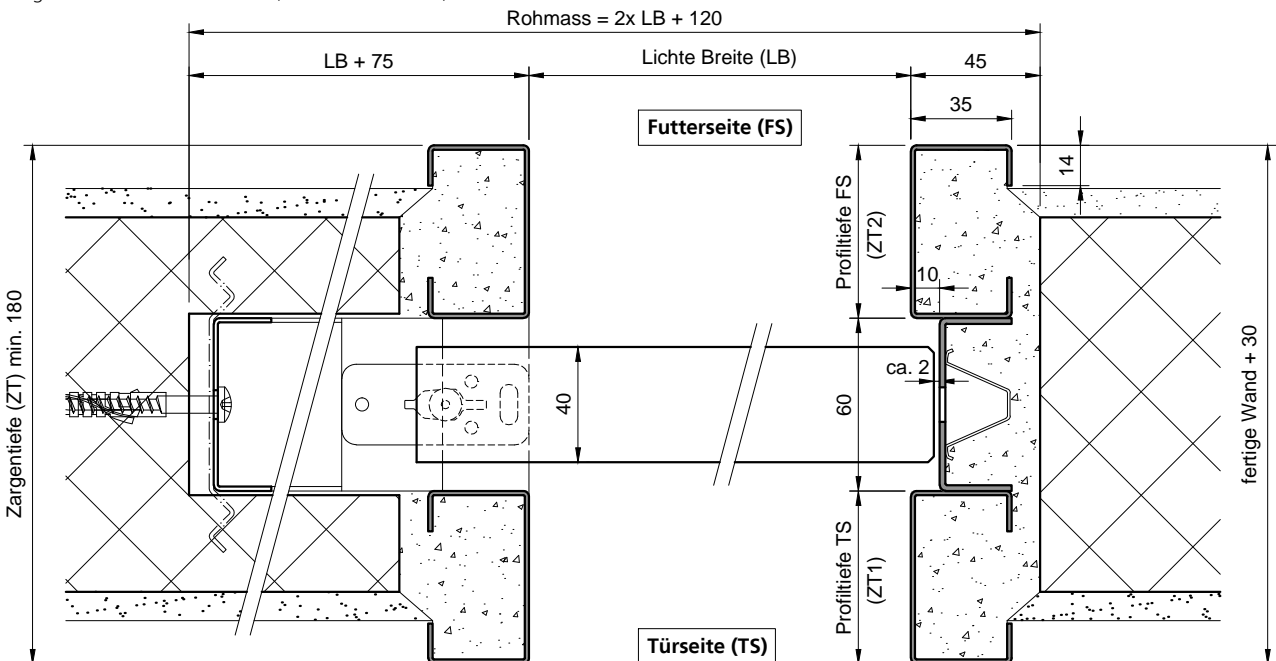 Rohmass = 2x LB + 120
LB + 75
Lichte Breite (LB)
45
35
Futterseite (FS)
14
Profiltiefe FS
(ZT2)
10
ca. 2
40
60
Zargentiefe (ZT) min. 180
fertige Wand + 30
Profiltiefe TS
(ZT1)
Türseite (TS)